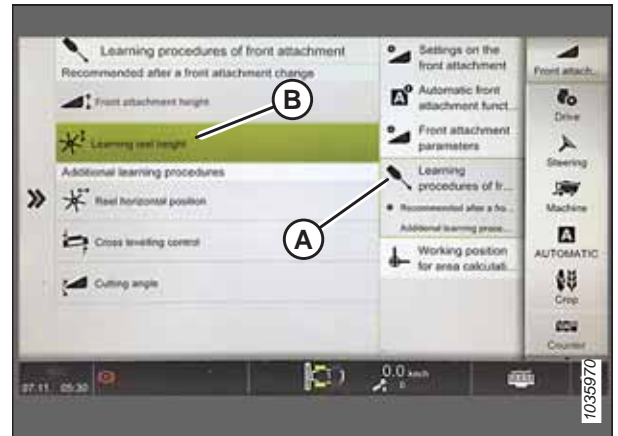 Learning procedures of front attachment
Recommended after a front attachment change
Front attachment height
Learning reel height
Additional learning procedures
Reel horizontal position
Cross levelling control
Cutting angle
B
A
Settings on the
front attachment
Automatic front
attachment funct...
Front attachment
parameters
Learning
procedures of fr...
Recommended after a fro...
Additional learning proce...
Working position
for area calculati...
Front attach...
Drive
Steering
Machine
A
AUTOMATIC
Crop
Counter
07.11. 05:30
0.0 km/h
0
1035970